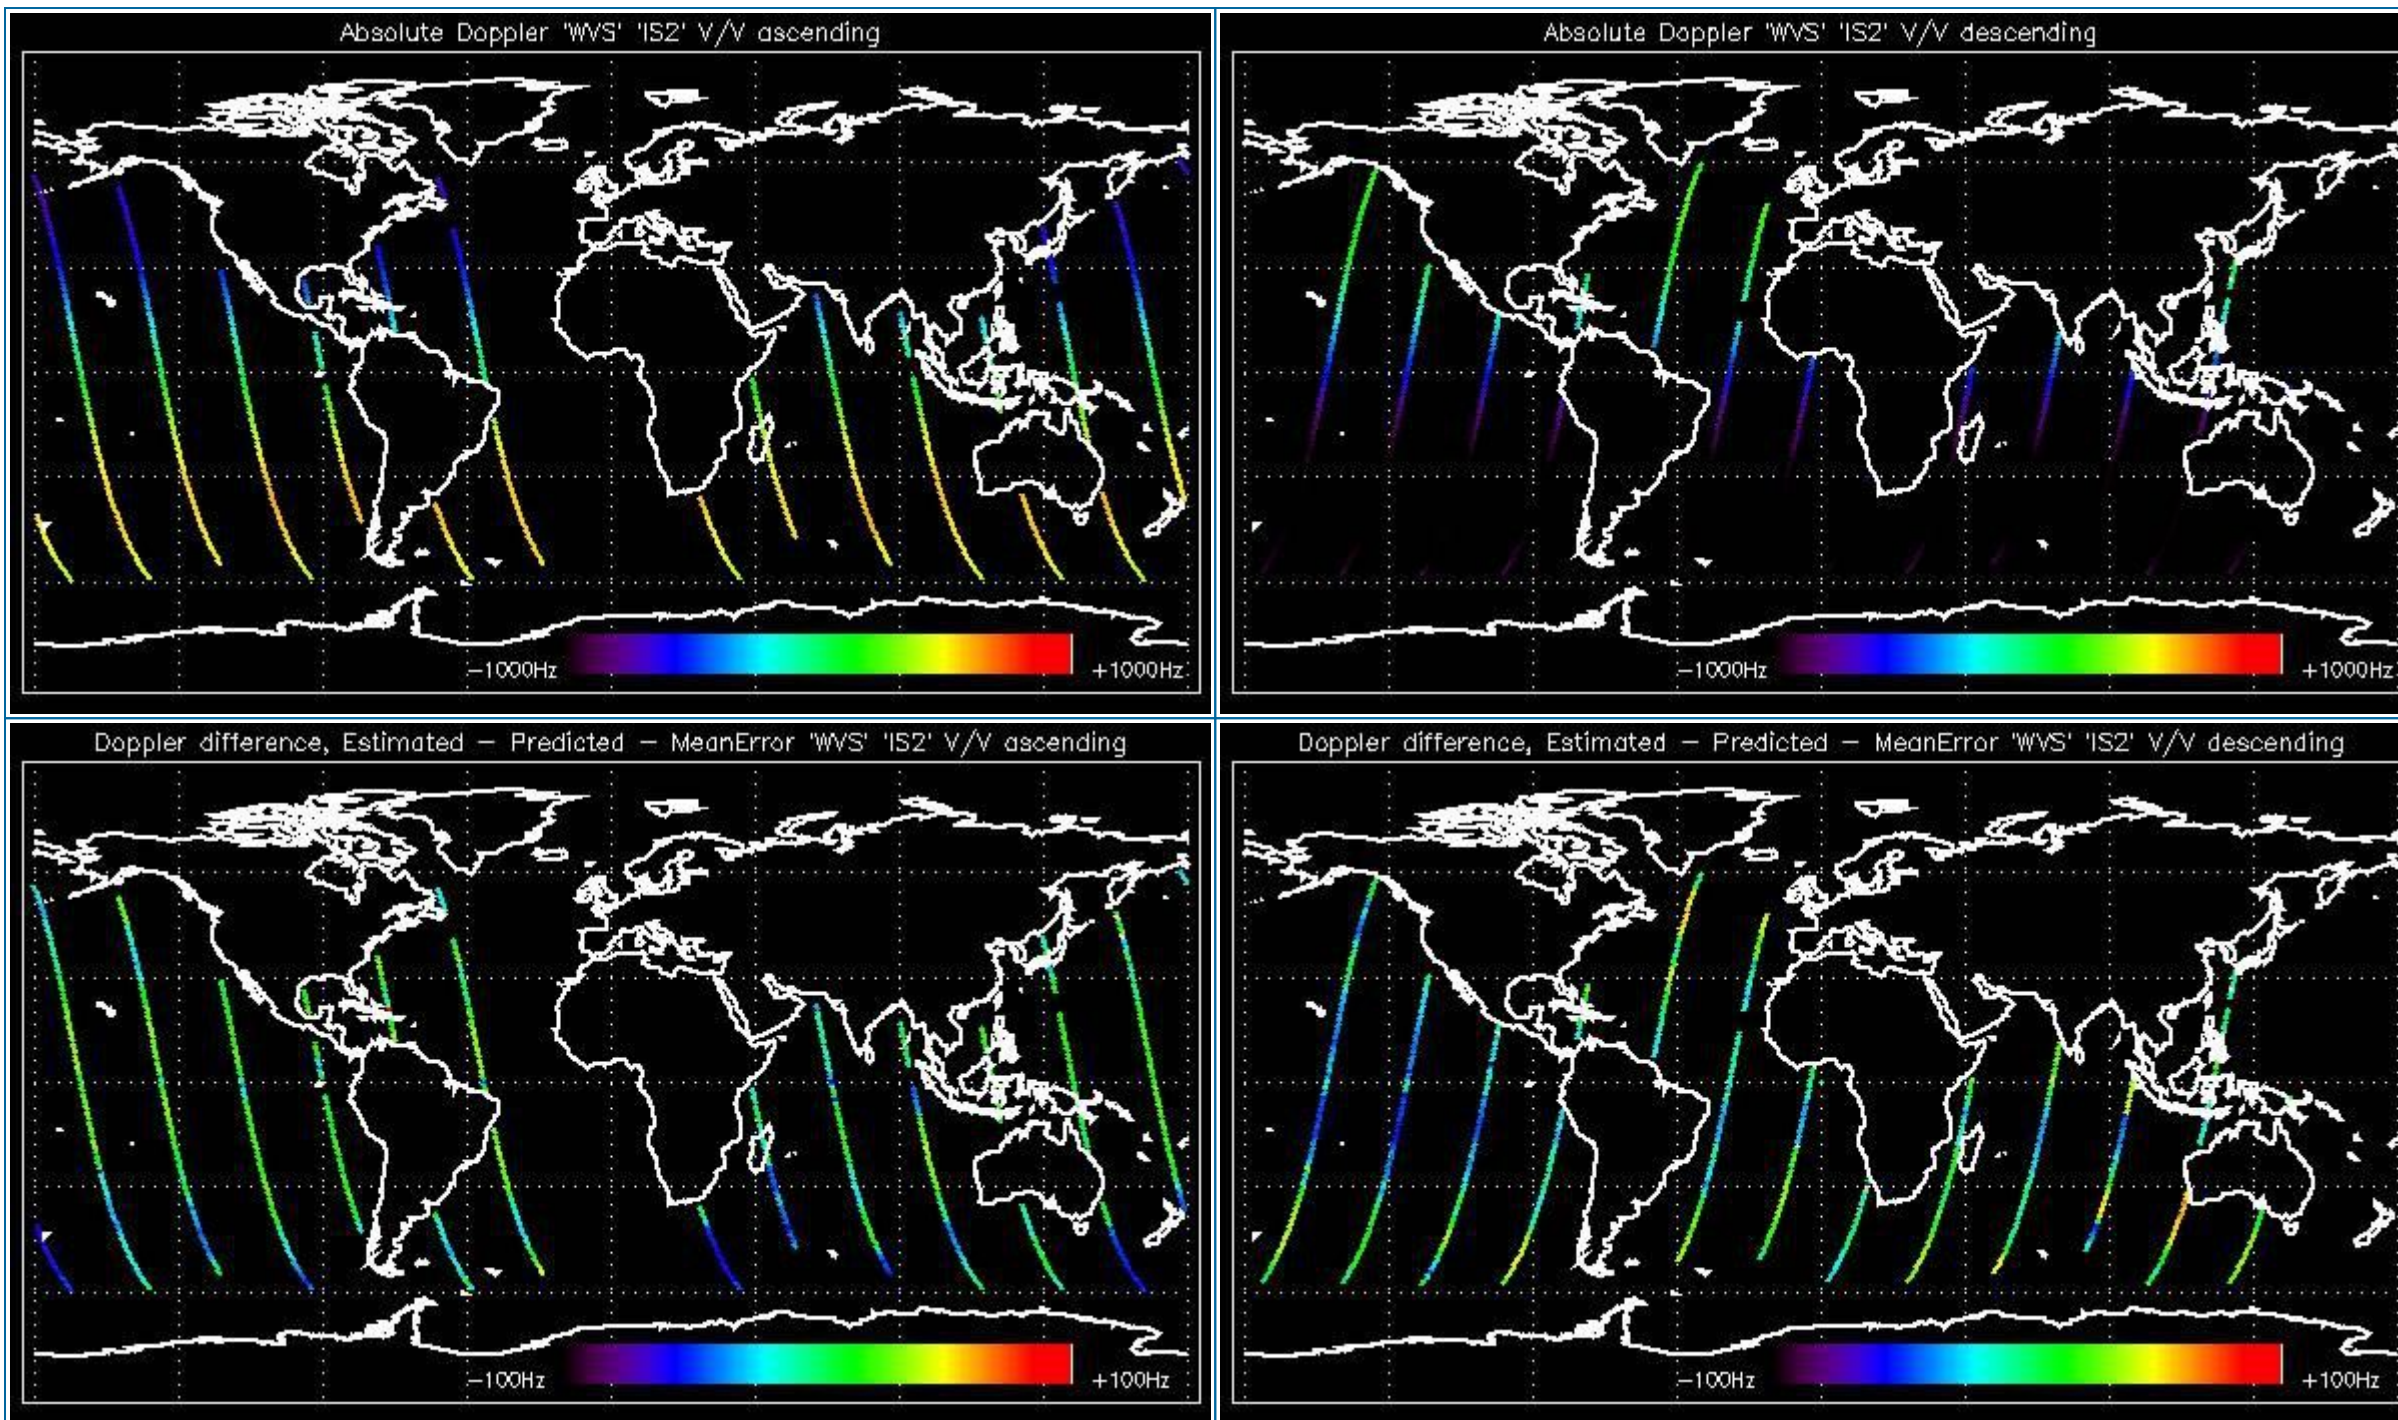 Absolute Doppler 'WVS' 'IS2' V/V ascending
-1000Hz +1000Hz
Absolute Doppler 'WVS' 'IS2' V/V descending
-1000Hz +1000Hz
Doppler difference, Estimated - Predicted - MeanError 'WVS' 'IS2' V/V ascending
-100Hz +100Hz
Doppler difference, Estimated - Predicted - MeanError 'WVS' 'IS2' V/V descending
-100Hz +100Hz